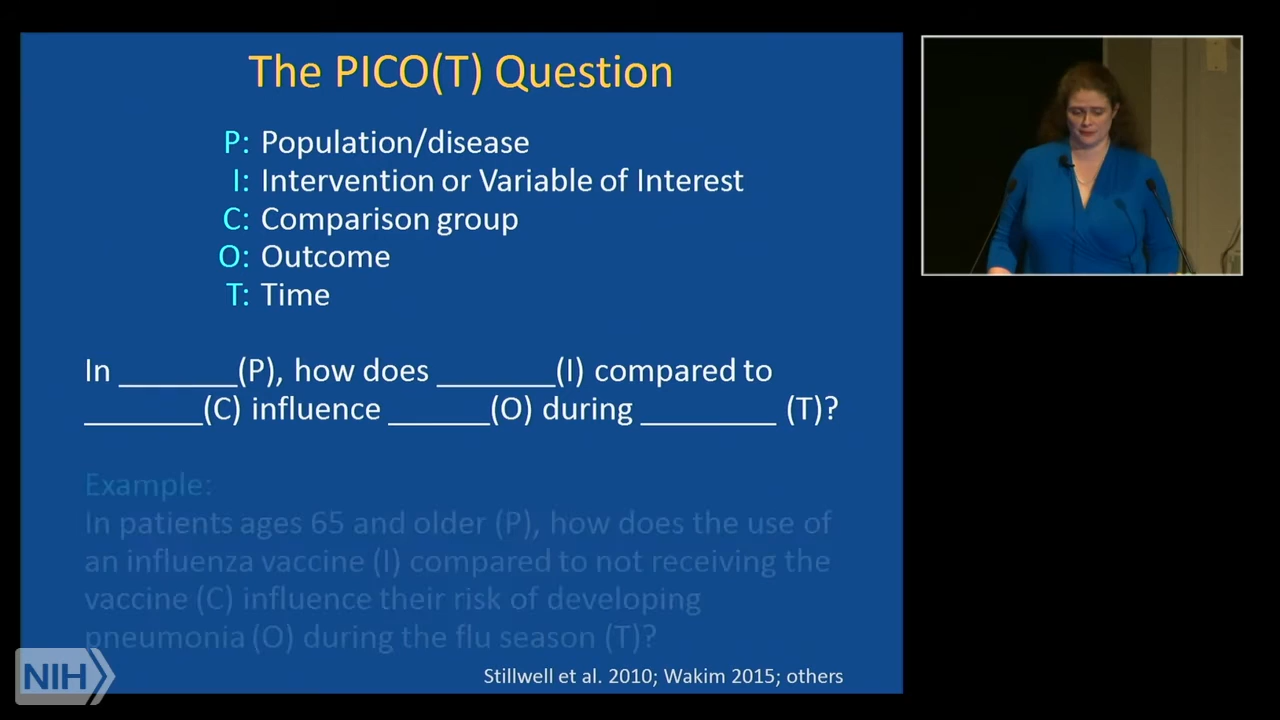 The PICO(T) Question
P: Population/disease
I: Intervention or Variable of Interest
C: Comparison group
O: Outcome
T: Time
In _______(P), how does _______(I) compared to
_______(C) influence ______(O) during ________ (T)?
Example:
In patients ages 65 and older (P), how does the use of
an influenza vaccine (I) compared to not receiving the
vaccine (C) influence their risk of developing
pneumonia (O) during the flu season (T)?
Stillwell et al. 2010; Wakim 2015; others
NIH